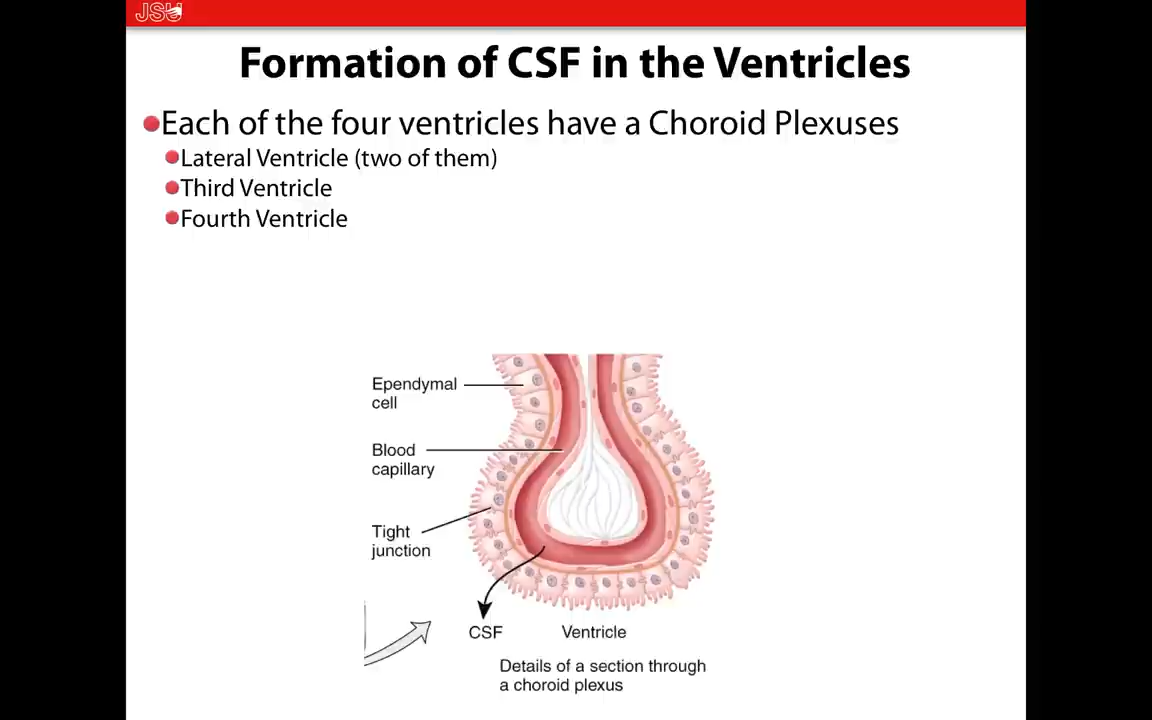 JSU
Formation of CSF in the Ventricles
Each of the four ventricles have a Choroid Plexuses
Lateral Ventricle (two of them)
Third Ventricle
Fourth Ventricle
Ependymal
cell
Blood
capillary
Tight
junction
CSF
Ventricle
Details of a section through
a choroid plexus